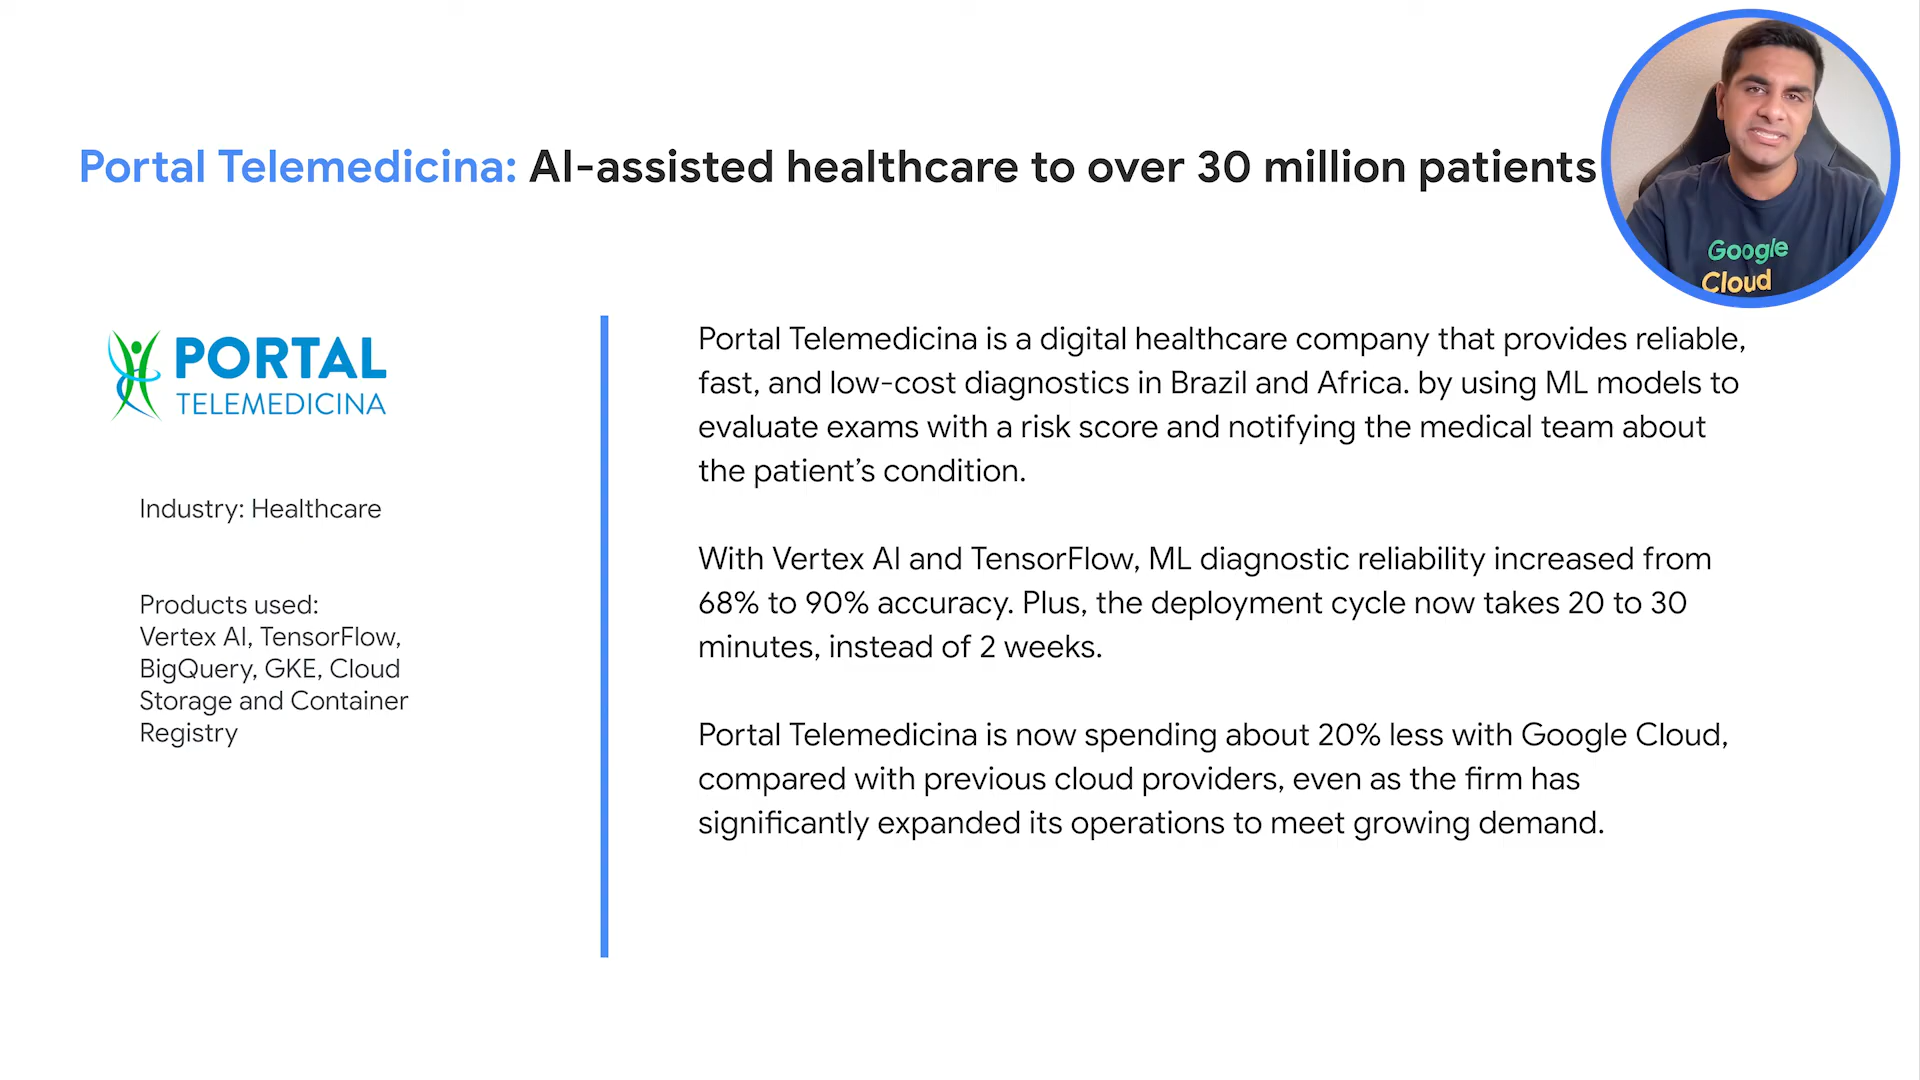 Portal Telemedicina: AI-assisted healthcare to over 30 million patients
Google
Cloud
PORTAL
TELEMEDICINA
Industry: Healthcare
Products used:
Vertex AI, TensorFlow,
BigQuery, GKE, Cloud
Storage and Container
Registry
Portal Telemedicina is a digital healthcare company that provides reliable,
fast, and low-cost diagnostics in Brazil and Africa. by using ML models to
evaluate exams with a risk score and notifying the medical team about
the patient’s condition.
With Vertex AI and TensorFlow, ML diagnostic reliability increased from
68% to 90% accuracy. Plus, the deployment cycle now takes 20 to 30
minutes, instead of 2 weeks.
Portal Telemedicina is now spending about 20% less with Google Cloud,
compared with previous cloud providers, even as the firm has
significantly expanded its operations to meet growing demand.